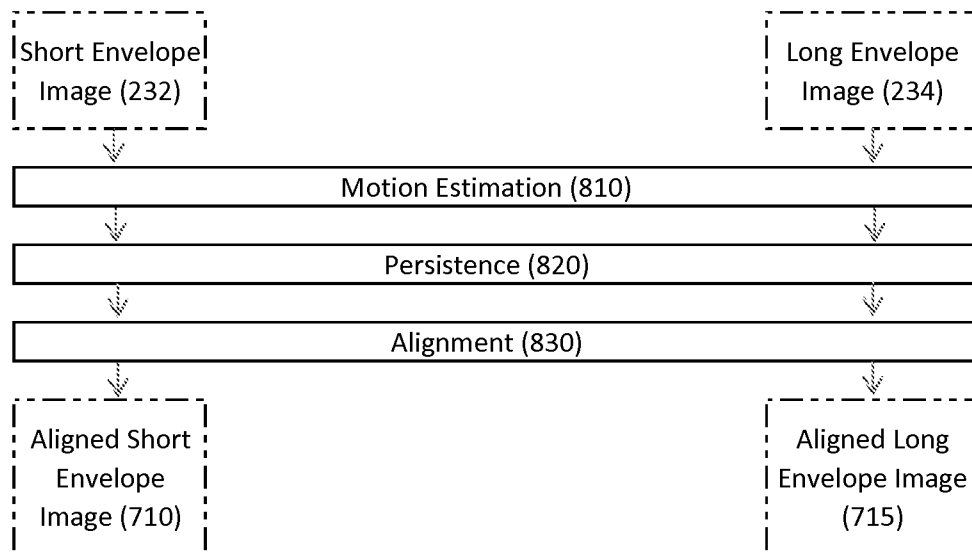 Short Envelope
Image (232)
Long Envelope
Image (234)
Motion Estimation (810)
Persistence (820)
Alignment (830)
Aligned Short
Envelope
Image (710)
Aligned Long
Envelope Image
(715)